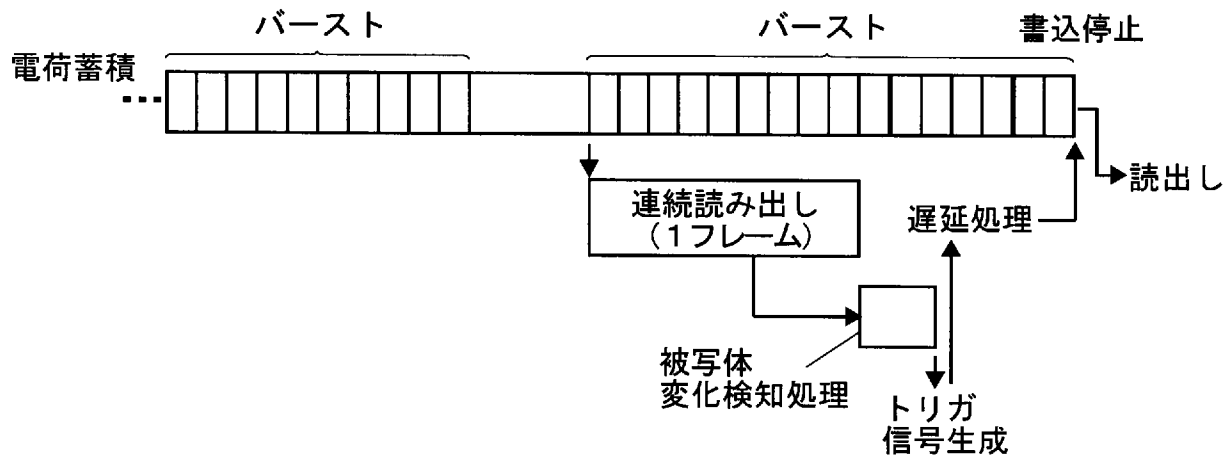 バースト
バースト
書込停止
電荷蓄積
読出し
連続読み出し
(1フレーム)
遅延処理
被写体
変化検知処理
トリガ
信号生成